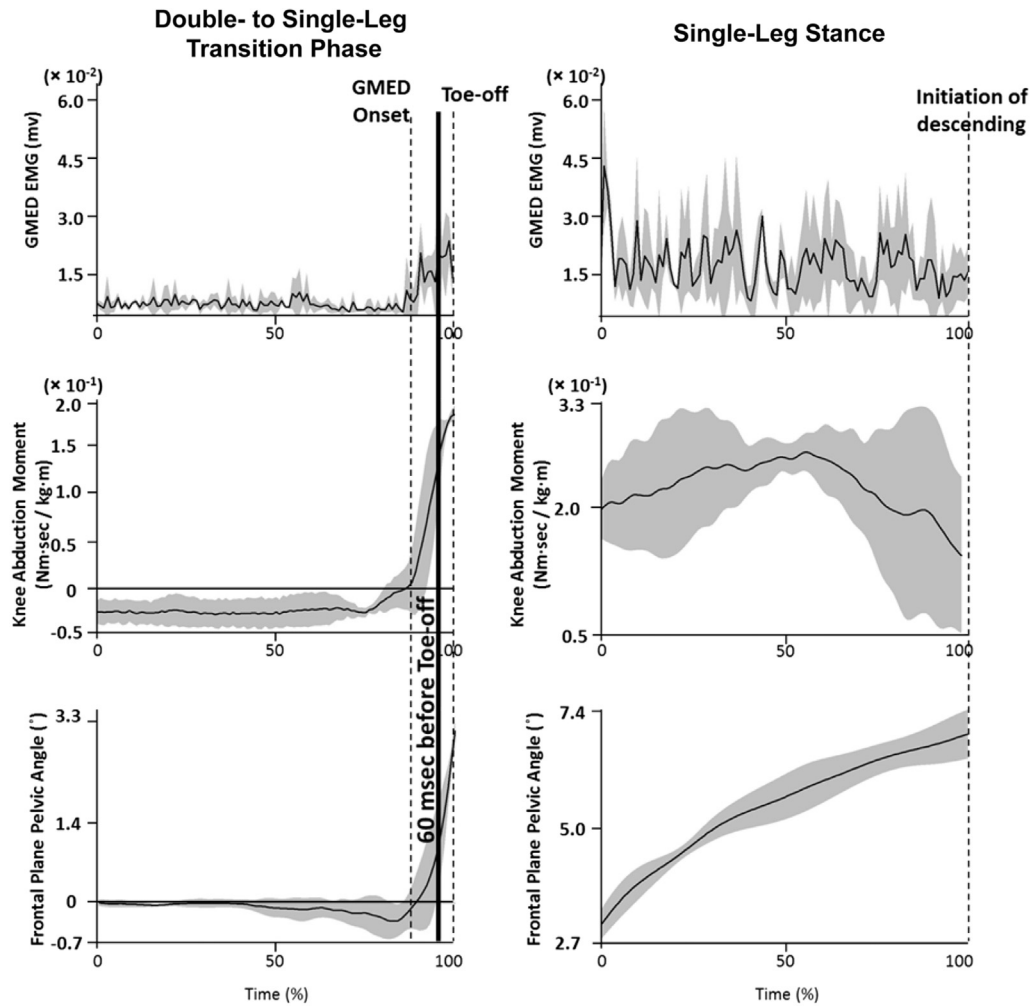 Double- to Single-Leg
Transition Phase
Single-Leg Stance
(× 10⁻²)
GMED
Onset
Toe-off
6.0
4.5
3.0
1.5
GMED EMG (mv)
0
50
100
(× 10⁻²)
Initiation of
descending
6.0
4.5
3.0
1.5
GMED EMG (mv)
0
50
100
(× 10⁻¹)
2.0
1.5
1.0
0.5
0
-0.5
Knee Abduction Moment
(Nm·sec / kg·m)
0
50
100
(× 10⁻¹)
3.3
2.0
0.5
Knee Abduction Moment
(Nm·sec / kg·m)
0
50
100
60 msec before Toe-off
3.3
1.4
0
-0.7
Frontal Plane Pelvic Angle (°)
0
50
100
Time (%)
7.4
5.0
2.7
Frontal Plane Pelvic Angle (°)
0
50
100
Time (%)